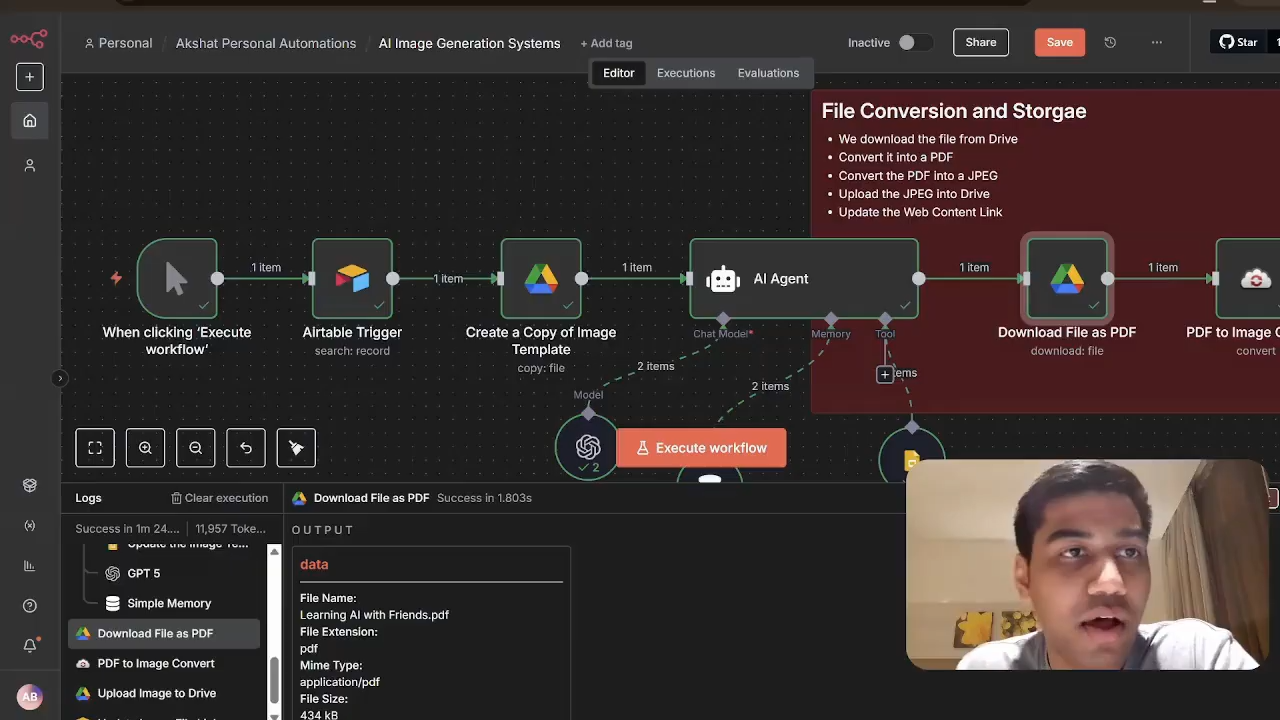 Personal
Akshat Personal Automations
AI Image Generation Systems
+ Add tag
Inactive
Share
Save
Star
Editor
Executions
Evaluations
File Conversion and Storgae
• We download the file from Drive
• Convert it into a PDF
• Convert the PDF into a JPEG
• Upload the JPEG into Drive
• Update the Web Content Link
1 item
1 item
1 item
AI Agent
1 item
1 item
When clicking ‘Execute
workflow’
Airtable Trigger
search: record
Create a Copy of Image
Template
copy: file
Chat Model*
Memory
Tool
Download File as PDF
download: file
PDF to Image
convert
2 items
2 items
Model
2
Execute workflow
Logs
Clear execution
Download File as PDF
Success in 1.803s
Success in 1m 24....
11,957 Toke...
OUTPUT
GPT 5
Simple Memory
Download File as PDF
PDF to Image Convert
Upload Image to Drive
data
File Name:
Learning AI with Friends.pdf
File Extension:
pdf
Mime Type:
application/pdf
File Size:
434 kB
AB